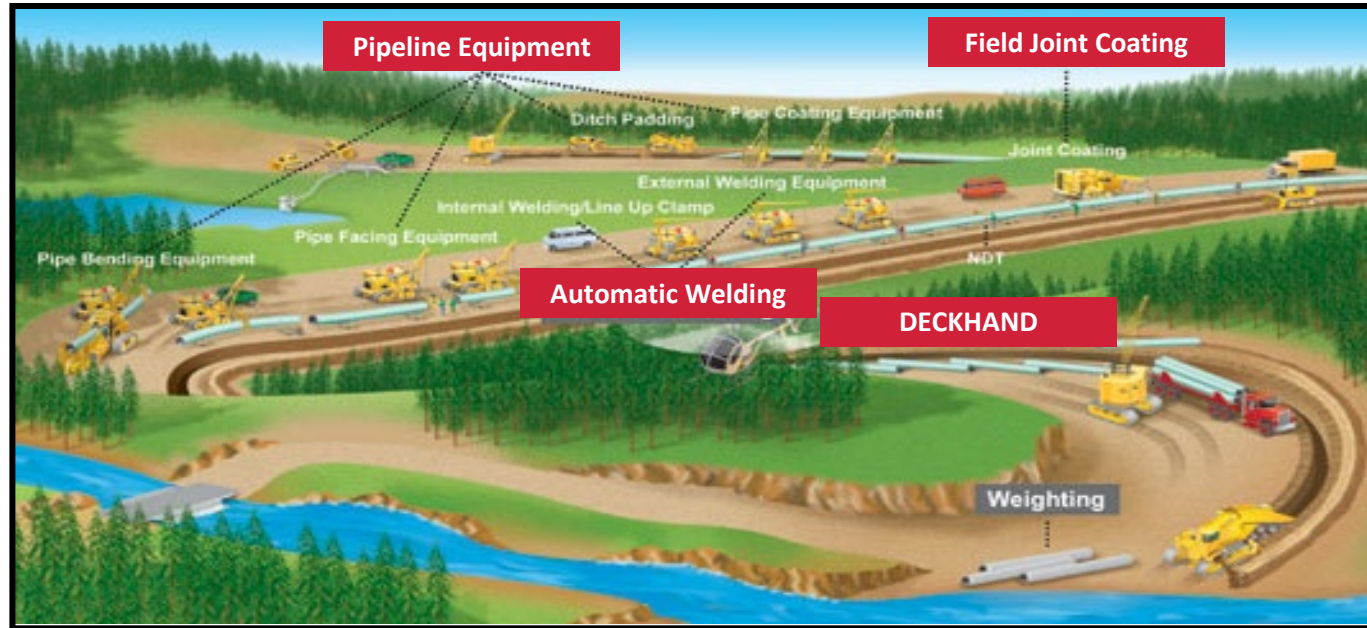 Pipeline Equipment
Field Joint Coating
Ditch Padding
Pipe Coating Equipment
Joint Coating
External Welding Equipment
Internal Welding/Line Up Clamp
Pipe Facing Equipment
Pipe Bending Equipment
NDT
Automatic Welding
DECKHAND
Weighting